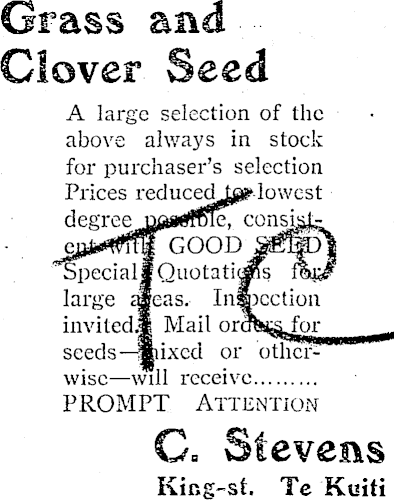 Grass and
Clover Seed
A large selection of the
above always in stock
for purchaser's selection
Prices reduced to lowest
degree possible, consist-
ent with GOOD SEED
Special Quotations for
large areas. Inspection
invited. Mail orders for
seeds—mixed or other-
wise—will receive.........
PROMPT ATTENTION
C. Stevens
King-st. Te Kuiti
TC